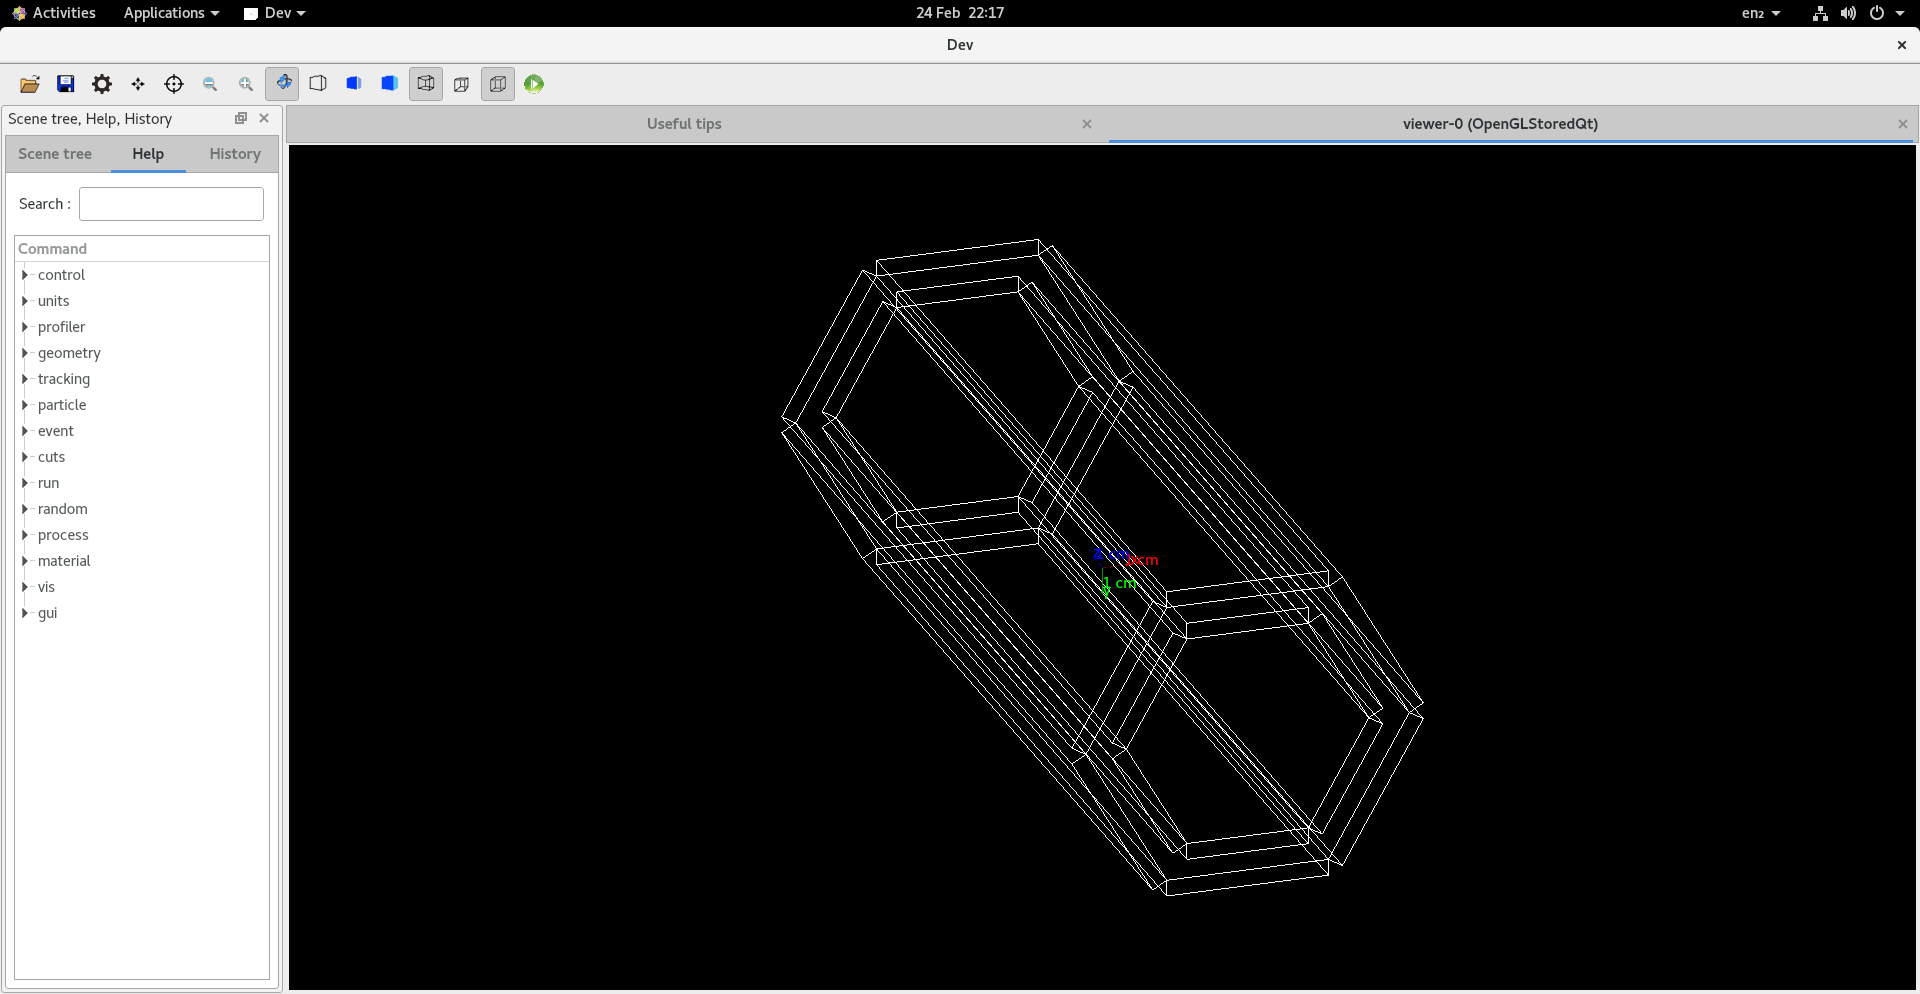 Activities Applications Dev 24 Feb 22:17 en₂
Dev
Scene tree, Help, History
Useful tips
viewer-0 (OpenGLStoredQt)
Scene tree Help History
Search :
Command
control
units
profiler
geometry
tracking
particle
event
cuts
run
random
process
material
vis
gui
cm
cm
1 cm